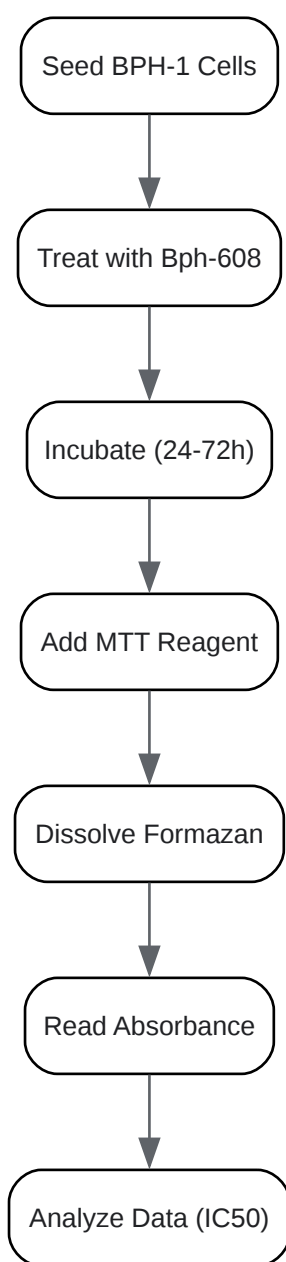 Seed BPH-1 Cells
Treat with Bph-608
Incubate (24-72h)
Add MTT Reagent
Dissolve Formazan
Read Absorbance
Analyze Data (IC50)